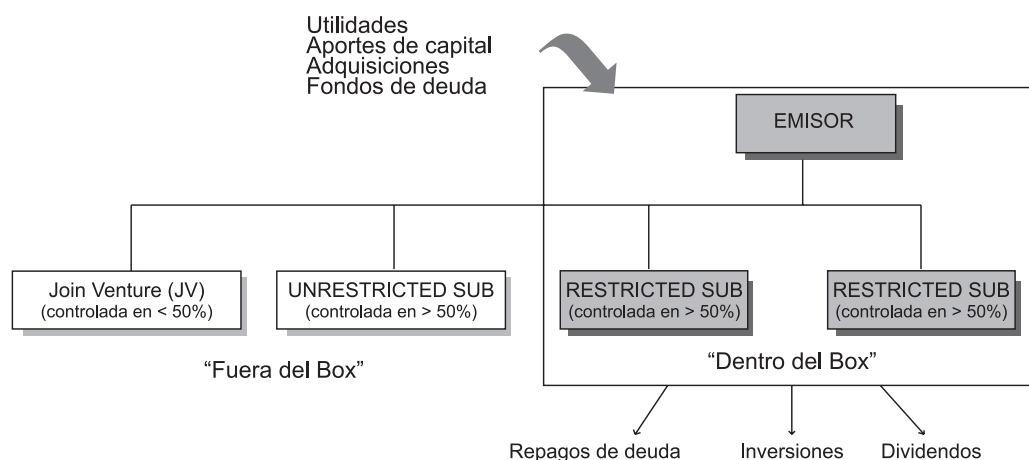 Utilidades
Aportes de capital
Adquisiciones
Fondos de deuda
EMISOR
Join Venture (JV)
(controlada en < 50%)
UNRESTRICTED SUB
(controlada en > 50%)
RESTRICTED SUB
(controlada en > 50%)
RESTRICTED SUB
(controlada en > 50%)
“Fuera del Box”
“Dentro del Box”
Repagos de deuda
Inversiones
Dividendos